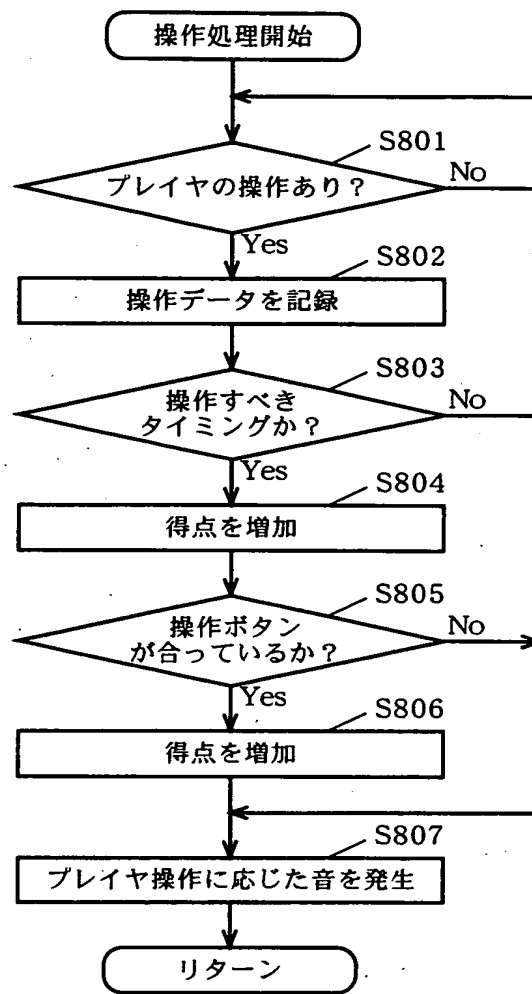 操作処理開始
S801
プレイヤの操作あり?
No
Yes
S802
操作データを記録
S803
操作すべき
タイミングか?
No
Yes
S804
得点を増加
S805
操作ボタン
が合っているか?
No
Yes
S806
得点を増加
S807
プレイヤ操作に応じた音を発生
リターン